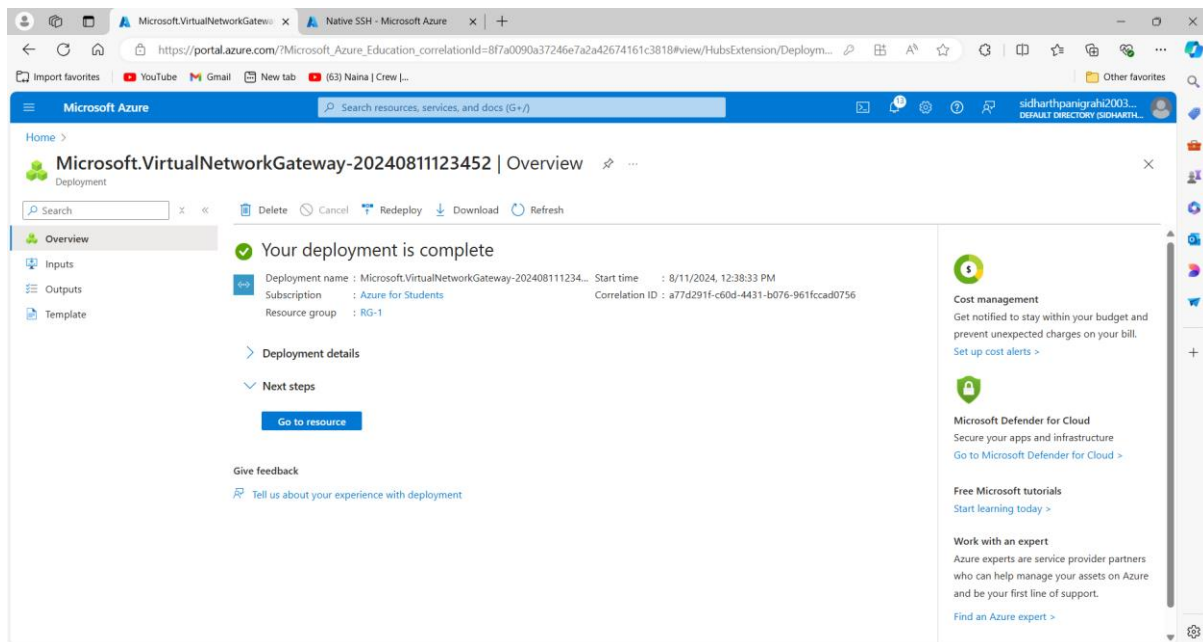 Microsoft.VirtualNetworkGatewa
Native SSH - Microsoft Azure
https://portal.azure.com/?Microsoft_Azure_Education_correlationId=8f7a0090a37246e7a2a42674161c3818#view/HubsExtension/Deploym...
Import favorites
YouTube
Gmail
New tab
(63) Naina | Crew |...
Other favorites
Microsoft Azure
Search resources, services, and docs (G+/)
13
sidharthpanigrahi2003...
DEFAULT DIRECTORY (SIDHARTH...
Home >
Microsoft.VirtualNetworkGateway-20240811123452 | Overview
Deployment
Search
Delete
Cancel
Redeploy
Download
Refresh
Overview
Inputs
Outputs
Template
Your deployment is complete
Deployment name : Microsoft.VirtualNetworkGateway-202408111234...
Subscription : Azure for Students
Resource group : RG-1
Start time : 8/11/2024, 12:38:33 PM
Correlation ID : a77d291f-c60d-4431-b076-961fccad0756
Deployment details
Next steps
Go to resource
Give feedback
Tell us about your experience with deployment
Cost management
Get notified to stay within your budget and
prevent unexpected charges on your bill.
Set up cost alerts >
Microsoft Defender for Cloud
Secure your apps and infrastructure
Go to Microsoft Defender for Cloud >
Free Microsoft tutorials
Start learning today >
Work with an expert
Azure experts are service provider partners
who can help manage your assets on Azure
and be your first line of support.
Find an Azure expert >